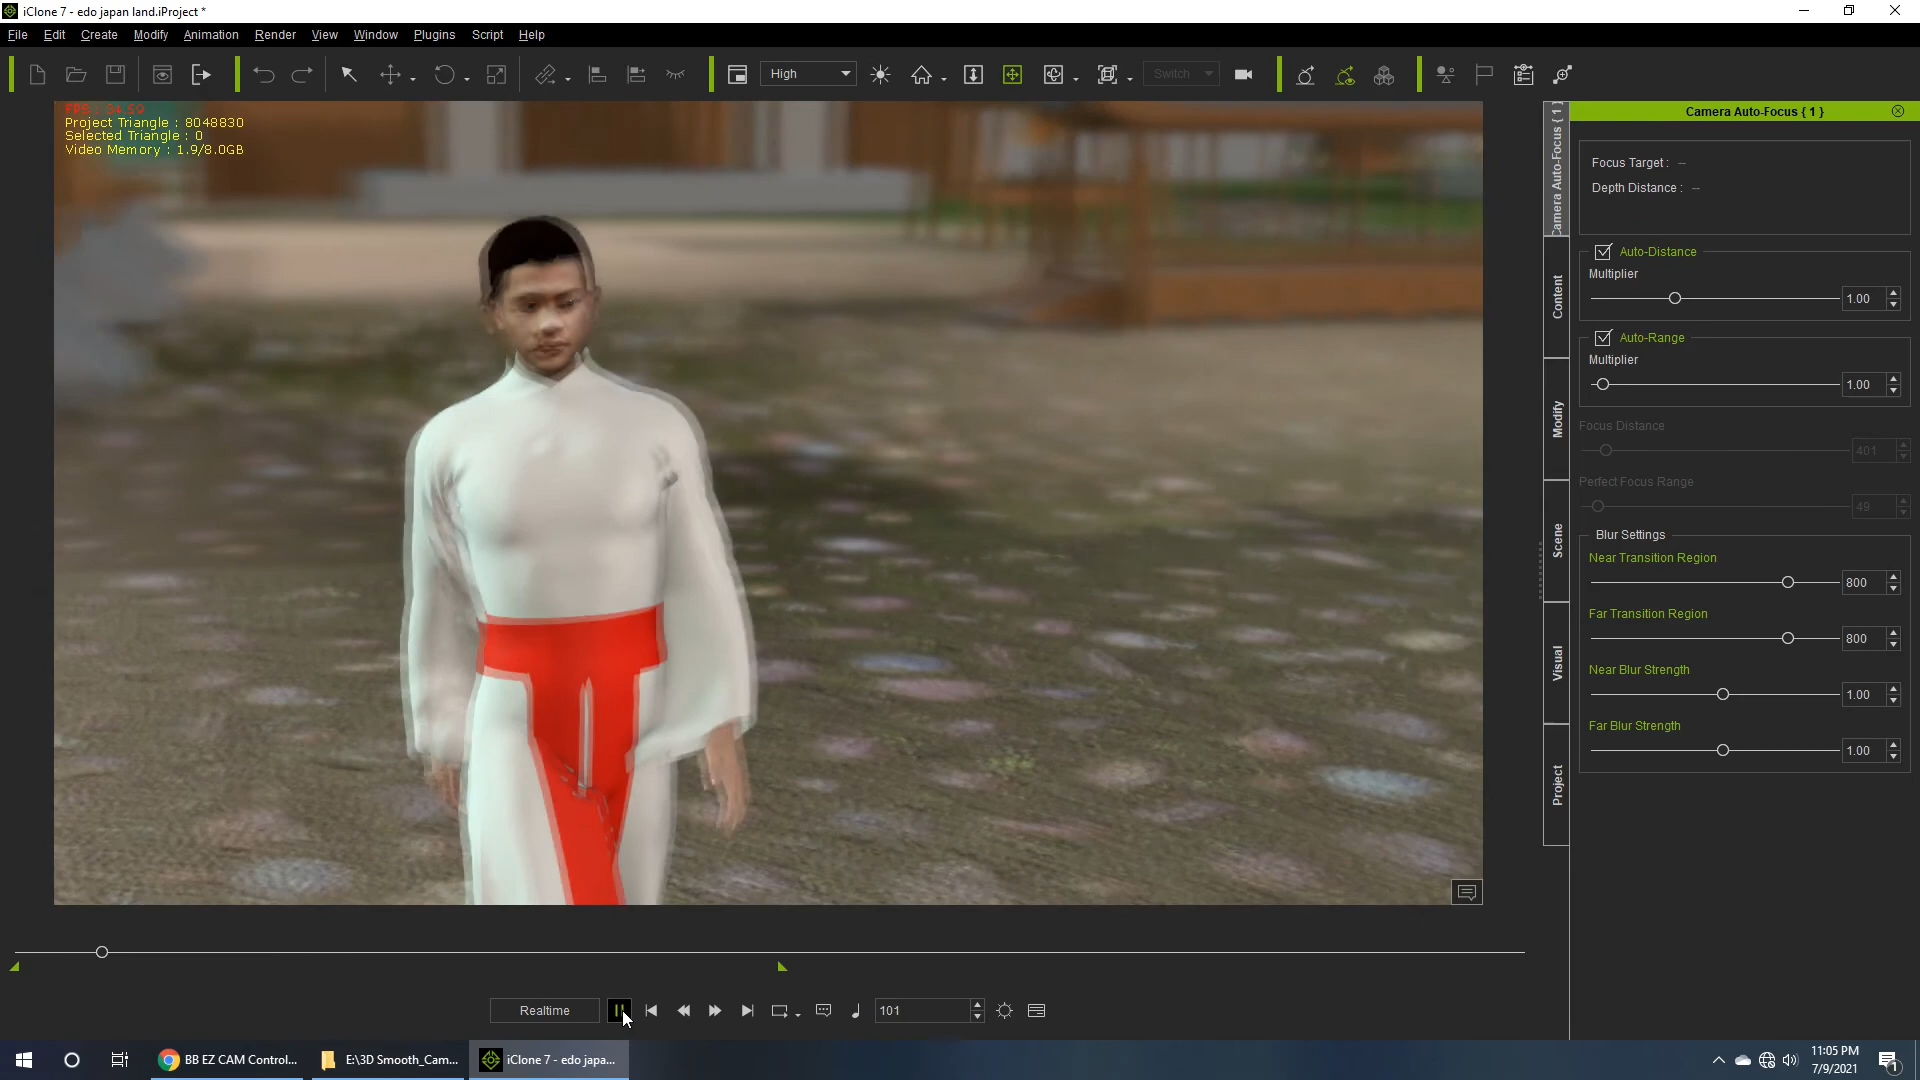 iClone 7 - edo japan land.iProject *
File Edit Create Modify Animation Render View Window Plugins Script Help
High
Switch
FPS : 34.50
Project Triangle : 8048830
Selected Triangle : 0
Video Memory : 1.9/8.0GB
Camera Auto-Focus { 1 }
Content
Modify
Scene
Visual
Project
Camera Auto-Focus { 1 }
Focus Target : --
Depth Distance : --
Auto-Distance
Multiplier
1.00
Auto-Range
Multiplier
1.00
Focus Distance
401
Perfect Focus Range
49
Blur Settings
Near Transition Region
800
Far Transition Region
800
Near Blur Strength
1.00
Far Blur Strength
1.00
Realtime
101
BB EZ CAM Control...
E:\3D Smooth_Cam...
iClone 7 - edo japa...
11:05 PM
7/9/2021
1